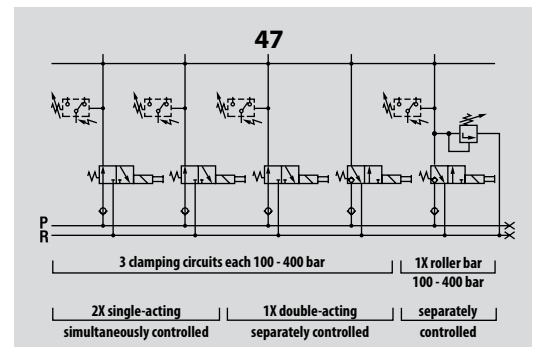 47
P
R
3 clamping circuits each 100 - 400 bar
1X roller bar
100 - 400 bar
2X single-acting
simultaneously controlled
1X double-acting
separately controlled
separately
controlled